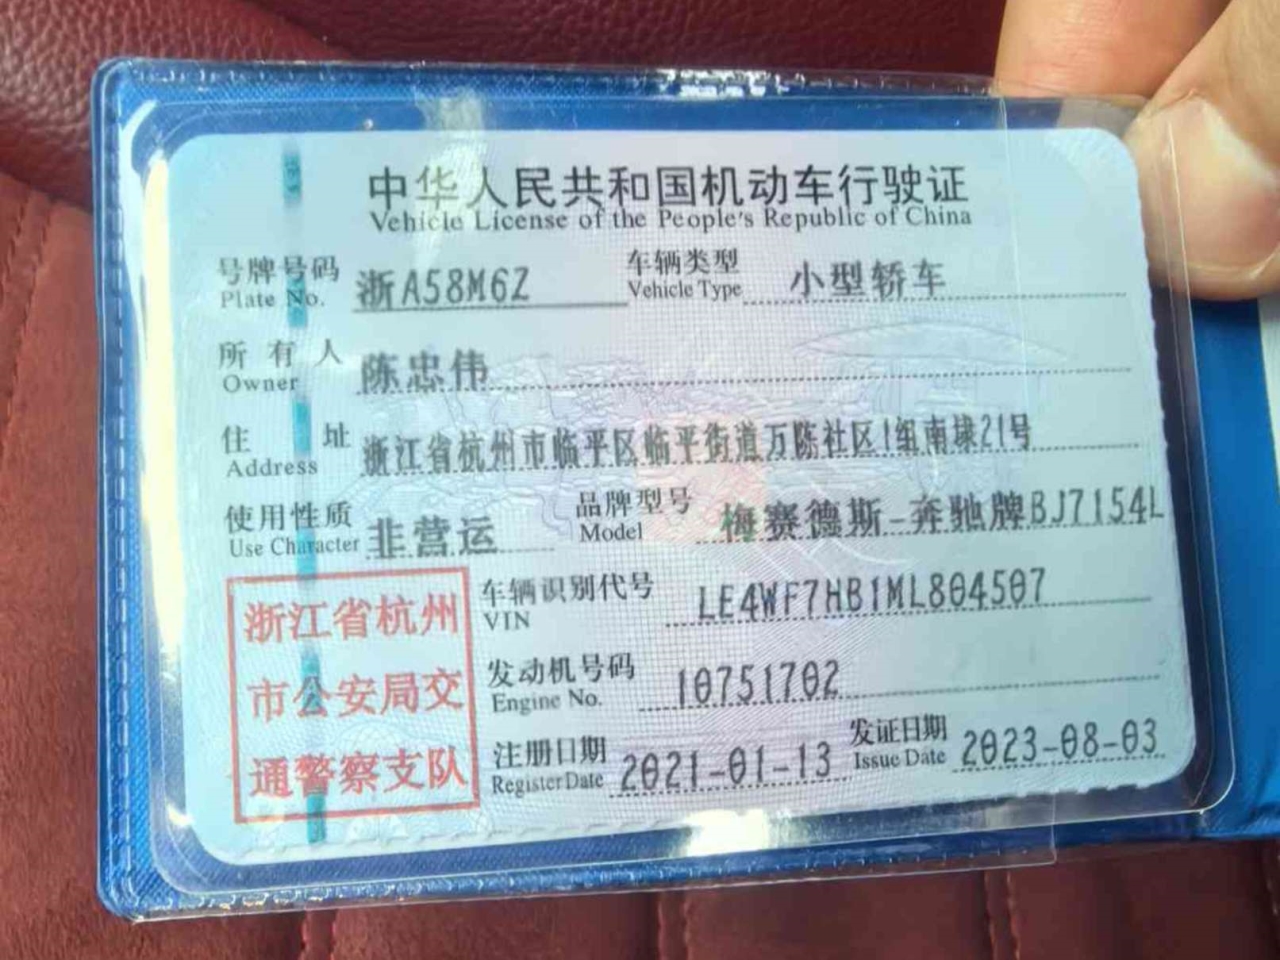 中华人民共和国机动车行驶证
Vehicle License of the People's Republic of China
号牌号码 浙A58M6Z 车辆类型 小型轿车
Plate No. Vehicle Type
所有人 陈忠伟
Owner
住址 浙江省杭州市临平区临平街道万陈社区1组南埭21号
Address
使用性质 非营运 品牌型号 梅赛德斯-奔驰牌BJ7154L
Use Character Model
浙江省杭州
市公安局交
通警察支队
车辆识别代号 LE4WF7HB1ML804507
VIN
发动机号码 10751702
Engine No.
注册日期 2021-01-13 发证日期 2023-08-03
Register Date Issue Date